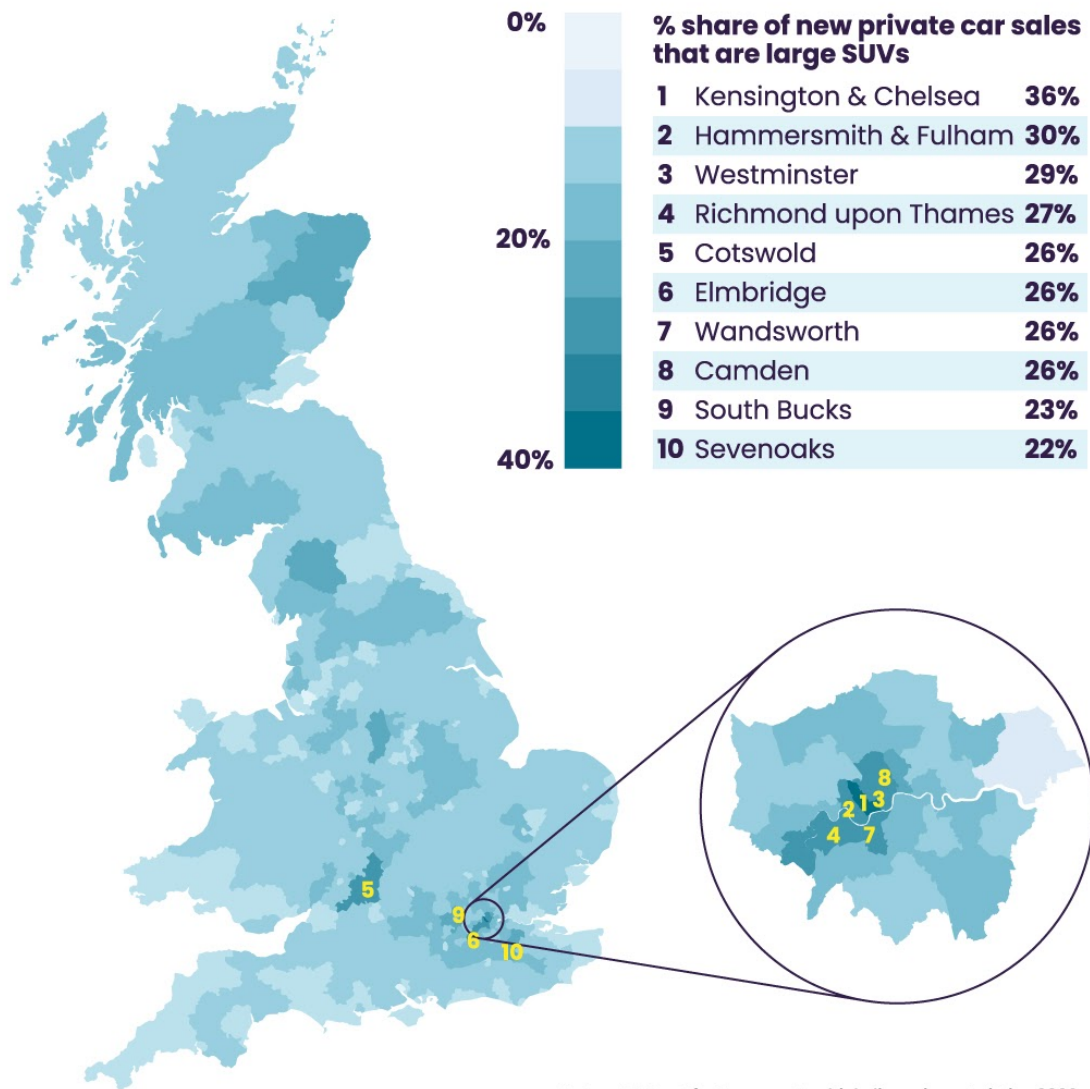 0%
20%
40%
% share of new private car sales
that are large SUVs
1 Kensington & Chelsea 36%
2 Hammersmith & Fulham 30%
3 Westminster 29%
4 Richmond upon Thames 27%
5 Cotswold 26%
6 Elmbridge 26%
7 Wandsworth 26%
8 Camden 26%
9 South Bucks 23%
10 Sevenoaks 22%
8
2 1 3
4 7
5
9
6
10